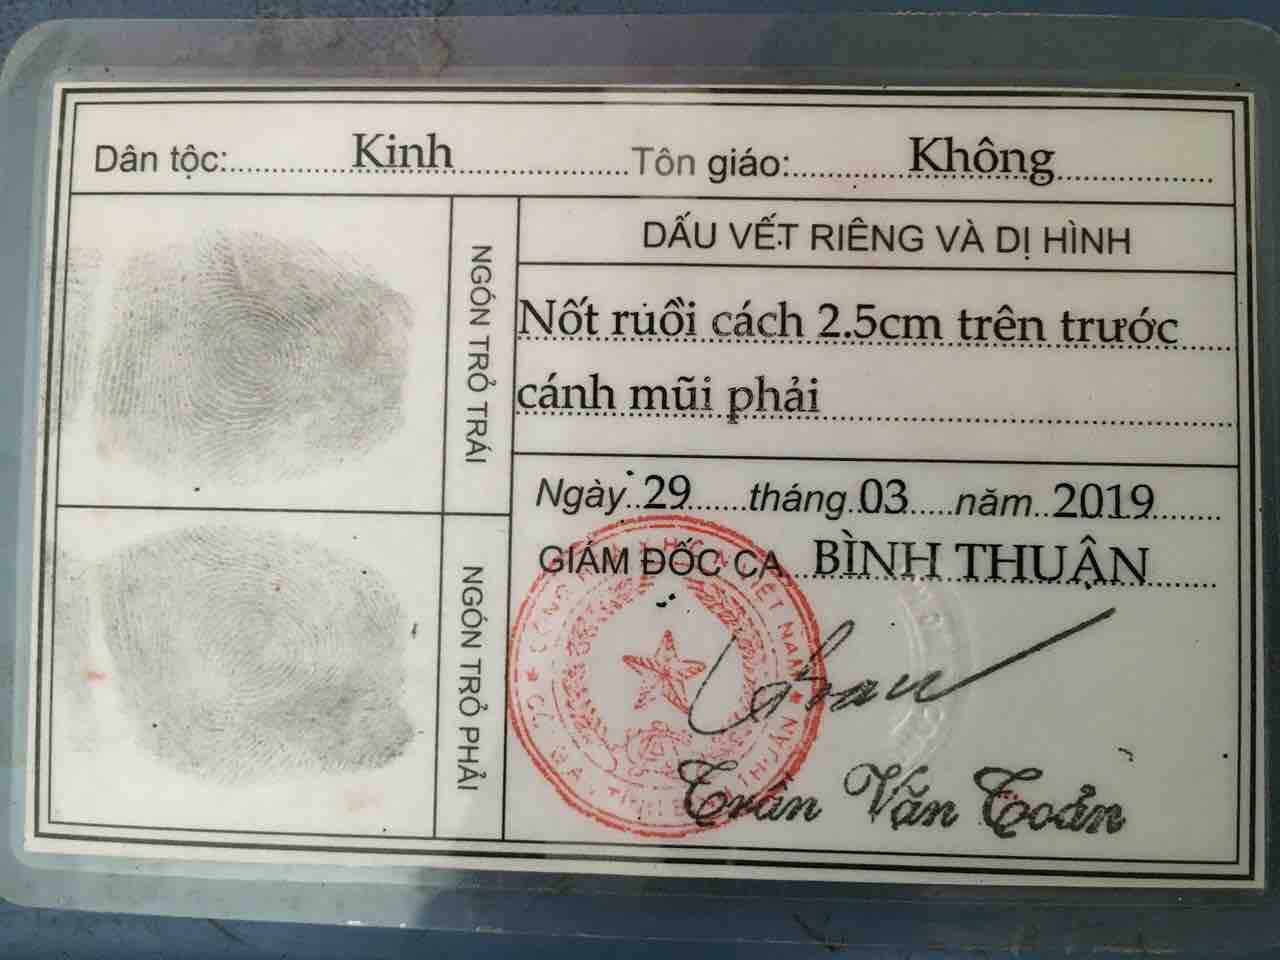 Dân tộc: Kinh Tôn giáo: Không
NGÓN TRỎ TRÁI
DẤU VẾT RIÊNG VÀ DỊ HÌNH
Nốt ruồi cách 2.5cm trên trước
cánh mũi phải
NGÓN TRỎ PHẢI
Ngày 29 tháng 03 năm 2019
GIÁM ĐỐC CA BÌNH THUẬN
Trần Văn Toản